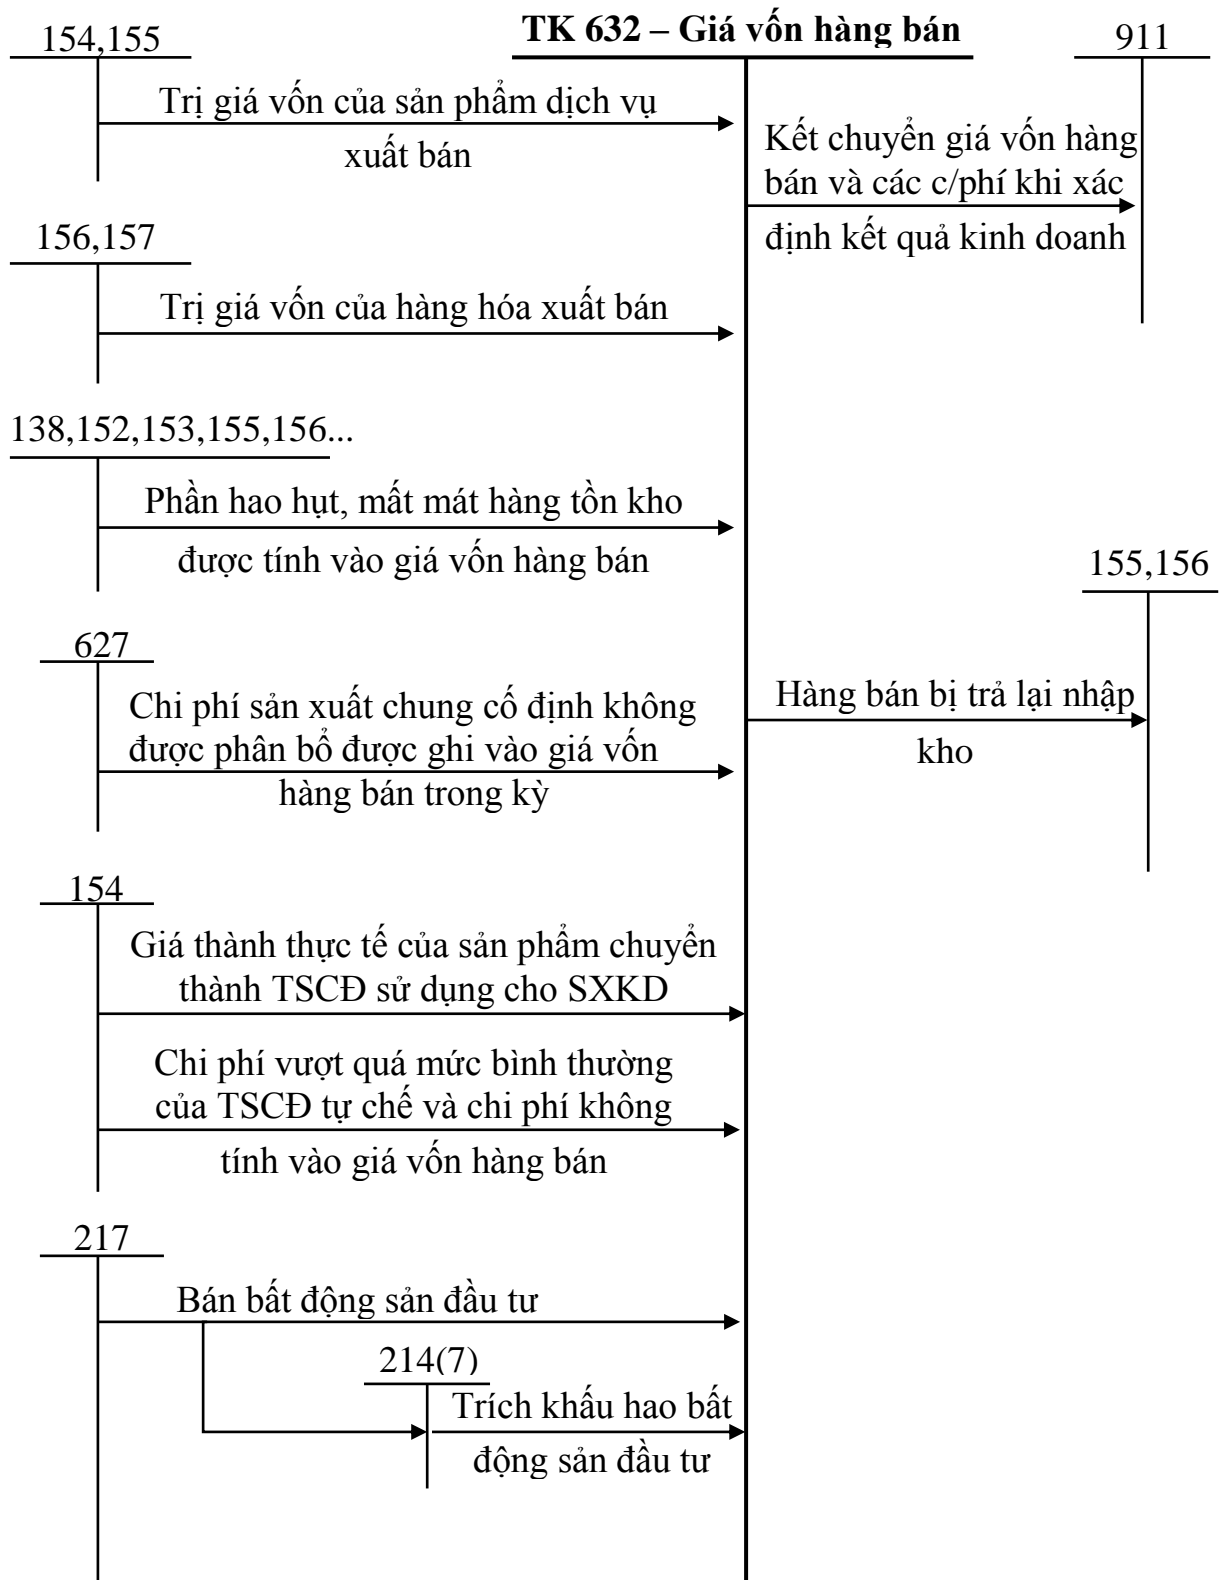 TK 632 – Giá vốn hàng bán
154,155
911
Trị giá vốn của sản phẩm dịch vụ
xuất bán
Kết chuyển giá vốn hàng
bán và các c/phí khi xác
định kết quả kinh doanh
156,157
Trị giá vốn của hàng hóa xuất bán
138,152,153,155,156...
Phần hao hụt, mất mát hàng tồn kho
được tính vào giá vốn hàng bán
155,156
627
Chi phí sản xuất chung cố định không
được phân bổ được ghi vào giá vốn
hàng bán trong kỳ
Hàng bán bị trả lại nhập
kho
154
Giá thành thực tế của sản phẩm chuyển
thành TSCĐ sử dụng cho SXKD
Chi phí vượt quá mức bình thường
của TSCĐ tự chế và chi phí không
tính vào giá vốn hàng bán
217
Bán bất động sản đầu tư
214(7)
Trích khấu hao bất
động sản đầu tư